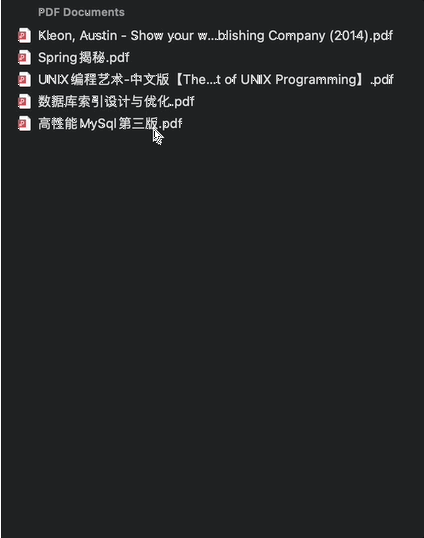 PDF Documents
Kleon, Austin - Show your w...blishing Company (2014).pdf
Spring揭秘.pdf
UNIX编程艺术-中文版【The...t of UNIX Programming】.pdf
数据库索引设计与优化.pdf
高性能MySql第三版.pdf